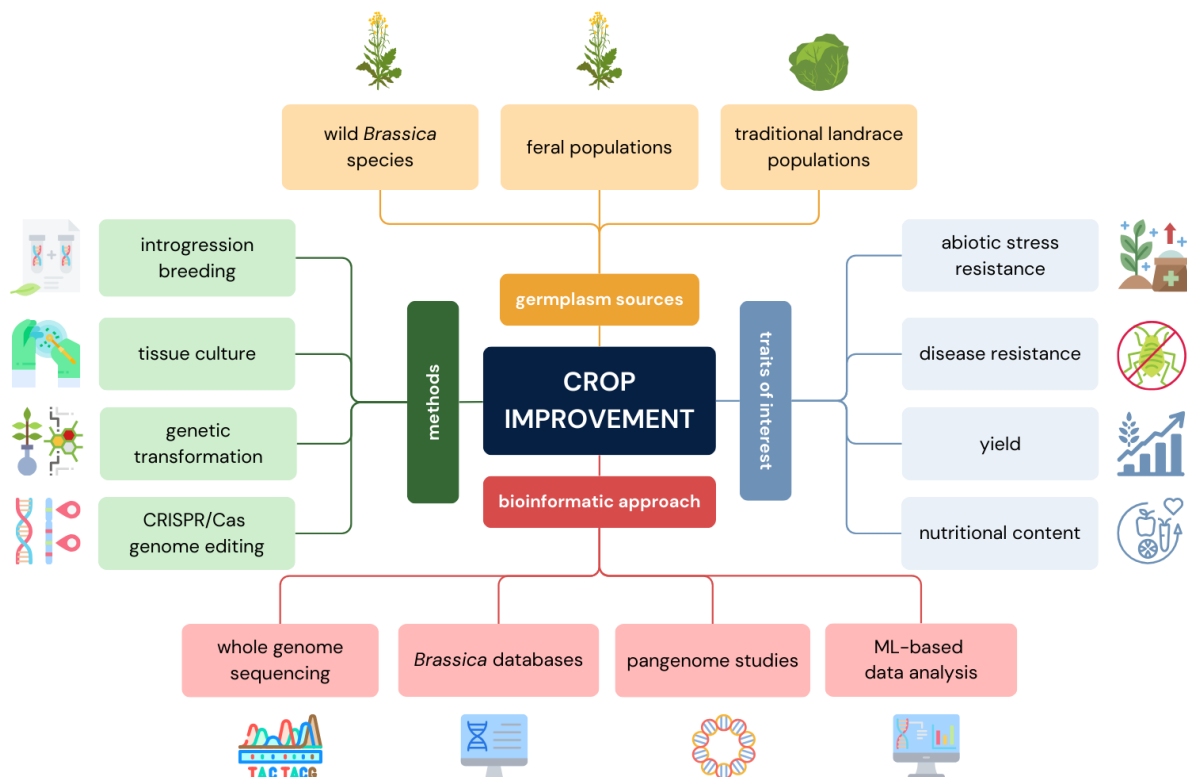 wild Brassica
species
feral populations
traditional landrace
populations
introgression
breeding
tissue culture
genetic
transformation
CRISPR/Cas
genome editing
methods
germplasm sources
CROP
IMPROVEMENT
bioinformatic approach
traits of interest
abiotic stress
resistance
disease resistance
yield
nutritional content
whole genome
sequencing
Brassica databases
pangenome studies
ML-based
data analysis
TAC TACG